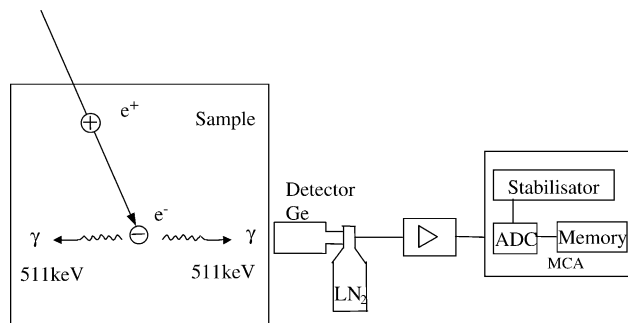 e+
Sample
e-
γ
γ
511keV
511keV
Detector
Ge
LN2
Stabilisator
ADC
Memory
MCA